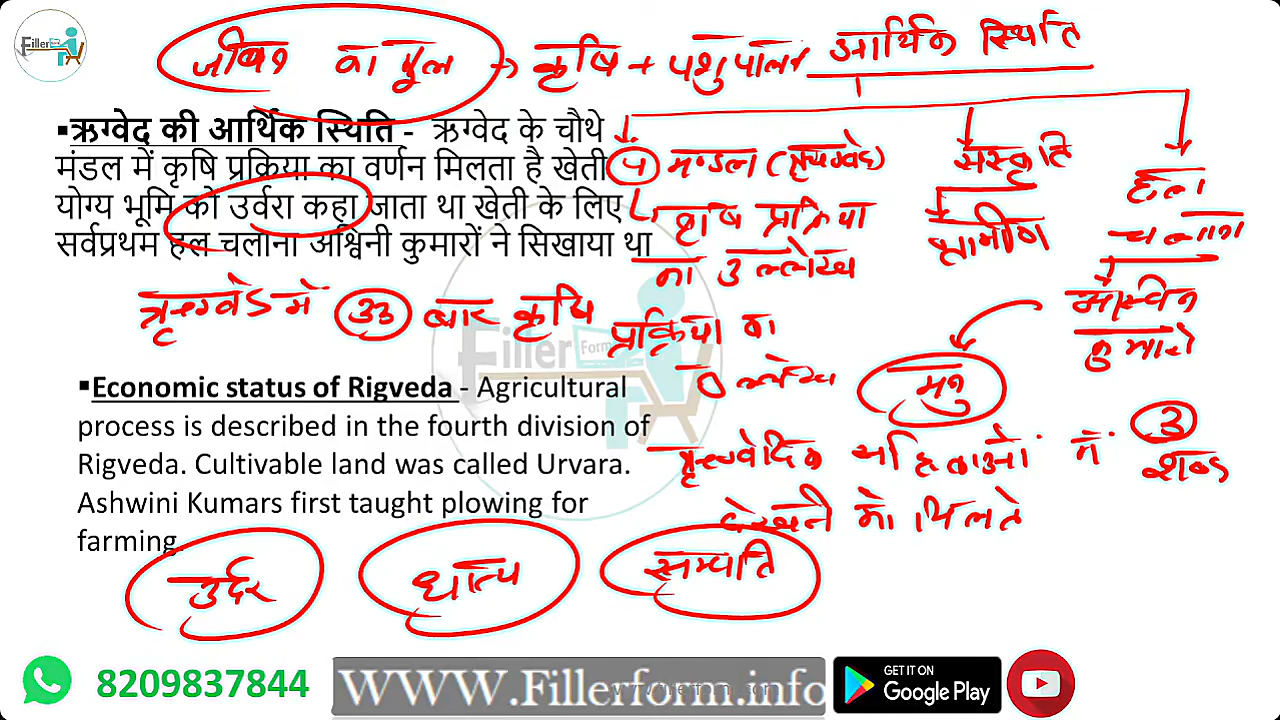 Filler Form
जीवन का मूल → कृषि + पशुपालन
आर्थिक स्थिति
▪ऋग्वेद की आर्थिक स्थिति - ऋग्वेद के चौथे
मंडल में कृषि प्रक्रिया का वर्णन मिलता है खेती
योग्य भूमि को उर्वरा कहा जाता था खेती के लिए
सर्वप्रथम हल चलाना अश्विनी कुमारों ने सिखाया था
4 मण्डल (ऋग्वेद)
कृषि प्रक्रिया
का उल्लेख
संस्कृति
ग्रामीण
हल
चलाना
अश्विन
कुमारो
मनु
ऋग्वेद में 33 बार कृषि
प्रक्रिया का
उल्लेख
▪Economic status of Rigveda - Agricultural
process is described in the fourth division of
Rigveda. Cultivable land was called Urvara.
Ashwini Kumars first taught plowing for
farming.
ऋग्वेदिक संहिताओं में 3
शब्द
देखने को मिलते
उर्दर धान्य सम्पति
8209837844
www.Fillerform.info
GET IT ON
Google Play